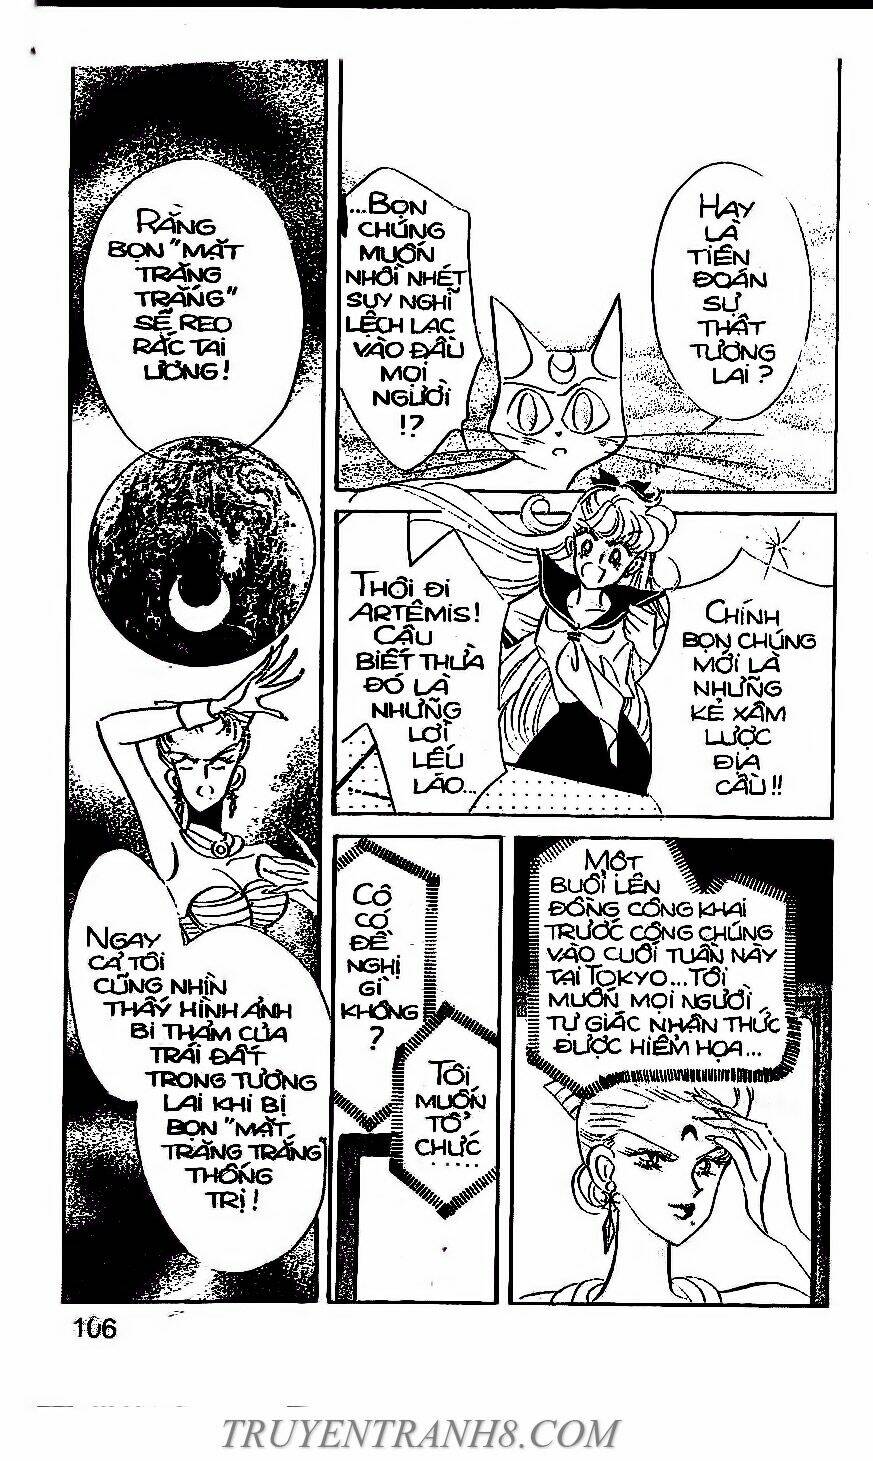 HAY
LÀ
TIÊN
ĐOÁN
SỰ
THẬT
TƯƠNG
LAI?
...BỌN
CHÚNG
MUỐN
NHỒI NHÉT
SUY NGHĨ
LỆCH LẠC
VÀO ĐẦU
MỌI
NGƯỜI
!?
CHÍNH
BỌN CHÚNG
MỚI LÀ
NHỮNG
KẺ XÂM
LƯỢC
ĐỊA
CẦU!!
THÔI ĐI
ARTÊMIS!
CẬU
BIẾT THỪA
ĐÓ LÀ
NHỮNG
LỜI
LẾU
LÁO...
MỘT
BUỔI LÊN
ĐỒNG CÔNG KHAI
TRƯỚC CÔNG CHÚNG
VÀO CUỐI TUẦN NÀY
TẠI TOKYO...TÔI
MUỐN MỌI NGƯỜI
TỰ GIÁC NHẬN THỨC
ĐƯỢC HIỂM HỌA...
CÔ
CÓ
ĐỀ
NGHỊ
GÌ
KHÔNG
?
TÔI
MUỐN
TỔ
CHỨC
.....
RẰNG
BỌN "MẶT
TRĂNG
TRẮNG"
SẼ REO
RẮC TAI
ƯƠNG!
NGAY
CẢ TÔI
CŨNG NHÌN
THẤY HÌNH ẢNH
BI THẢM CỦA
TRÁI ĐẤT
TRONG TƯƠNG
LAI KHI BỊ
BỌN "MẶT
TRĂNG TRẮNG"
THỐNG
TRỊ!
106
TRUYENTRANH8.COM